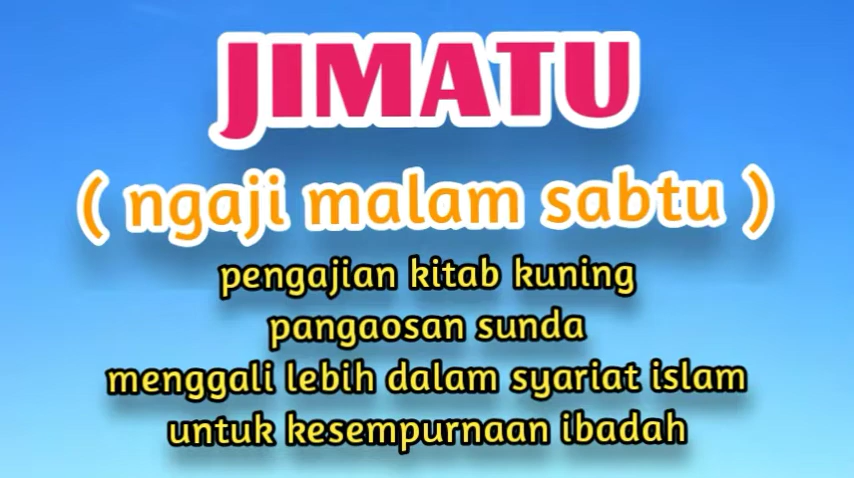 JIMATU
( ngaji malam sabtu )
pengajian kitab kuning
pangaosan sunda
menggali lebih dalam syariat islam
untuk kesempurnaan ibadah